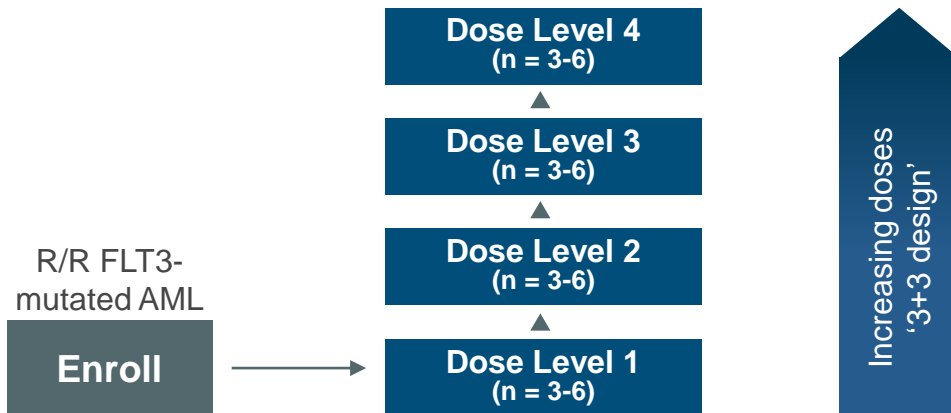 Dose Level 4
(n = 3-6)
Dose Level 3
(n = 3-6)
Dose Level 2
(n = 3-6)
Dose Level 1
(n = 3-6)
R/R FLT3-
mutated AML
Enroll
Increasing doses
‘3+3 design’